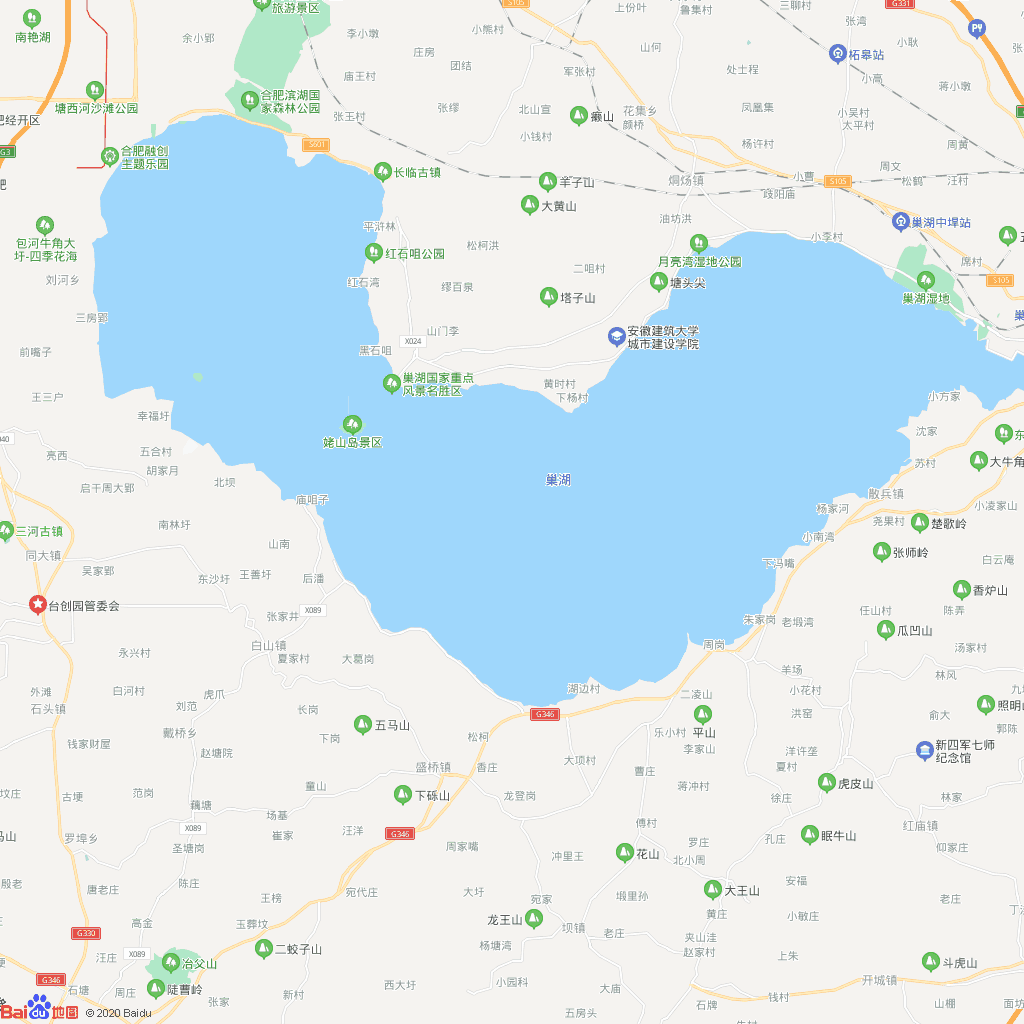 旅游景区
S105
上份叶
鲁集村
三聊村
G331
南艳湖
余小郢
李小墩
小熊村
张湾
庄房
山何
小耿
柘皋站
团结
庙王村
军张村
处士程
小高
蒋小墩
塘西河沙滩公园
合肥滨湖国
家森林公园
张缪
北山宣
花集乡
凤凰集
小吴村
太平村
肥经开区
张王村
瘢山
颜桥
小钱村
杨许村
周黄
G3
合肥融创
主题乐园
S601
长临古镇
羊子山
大黄山
烔炀镇
周文
小曹
S105
松鹤
汪村
肥
歧阳庙
平浒林
油坊洪
巢湖中垾站
包河牛角大
圩-四季花海
松柯洪
小李村
红石咀公园
月亮湾湿地公园
二咀村
席村
刘河乡
红石湾
缪百泉
塔子山
塘头尖
S105
巢湖湿地
三房郢
山门李
安徽建筑大学
城市建设学院
巢
X024
前嘴子
黑石咀
巢湖国家重点
风景名胜区
黄时村
下杨村
王三户
小方家
幸福圩
姥山岛景区
沈家
东
040
亮西
五合村
苏村
大牛角
胡家月
北坝
巢湖
启干周大郢
庙咀子
散兵镇
小凌家山
杨家河
三河古镇
南林圩
尧果村
楚歌岭
小南湾
同大镇
山南
张师岭
白云庵
吴家郢
下冯嘴
东沙圩
王善圩
后潘
香炉山
台创园管委会
X089
张家井
朱家岗
老塅湾
任山村
陈弄
瓜凹山
白山镇
周岗
汤家村
永兴村
夏家村
大葛岗
羊场
林风
外滩
白河村
虎爪
湖边村
二凌山
小花村
九
石头镇
刘范
长岗
G346
照明山
洪窑
俞大
五马山
平山
郭陈
戴桥乡
乐小村
钱家财屋
下岗
松柯
李家山
新四军七师
纪念馆
赵塘院
洋许垄
大项村
盛桥镇
香庄
曹庄
夏村
虎皮山
坟庄
古埂
范岗
童山
蒋冲村
下砾山
龙登岗
徐庄
林家
藕塘
场基
马山
X089
崔家
汪洋
G346
傅村
红庙镇
眠牛山
罗埠乡
孔庄
圣塘岗
周家嘴
罗庄
仰家庄
花山
冲里王
北小周
殷老
唐老庄
陈庄
安福
大王山
宛代庄
大圩
塅里孙
王榜
宛家
老庄
黄庄
高金
玉葬坟
龙王山
小敏庄
G330
坝镇
老庄
夹山洼
二蛟子山
杨塘湾
赵家村
上朱
X089
汪庄
冶父山
斗虎山
G346
石塘
陡曹岭
周庄
西大圩
小园科
开城镇
新村
大庙
钱村
张家
石牌
山棚
面坊
五房头
Bai du 地图
© 2020 Baidu